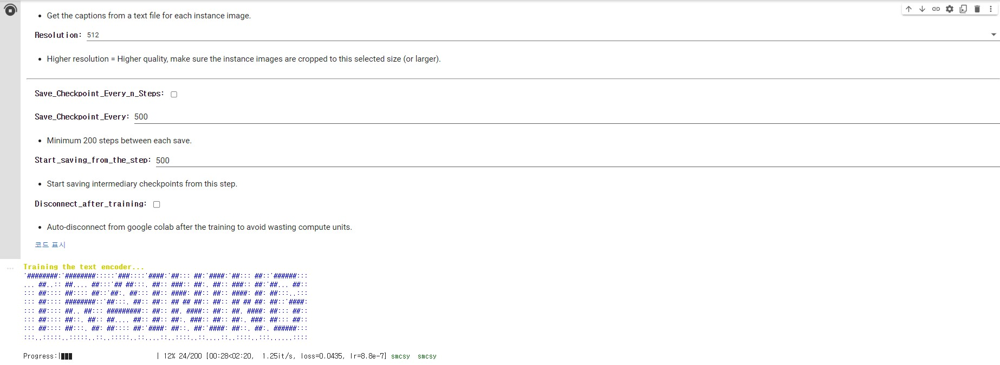 Get the captions from a text file for each instance image.
Resolution: 512
Higher resolution = Higher quality, make sure the instance images are cropped to this selected size (or larger).
Save_Checkpoint_Every_n_Steps:
Save_Checkpoint_Every: 500
Minimum 200 steps between each save.
Start_saving_from_the_step: 500
Start saving intermediary checkpoints from this step.
Disconnect_after_training:
Auto-disconnect from google colab after the training to avoid wasting compute units.
코드 표시
... Training the text encoder...
TRAINING
Progress:|███ | 12% 24/200 [00:28<02:20, 1.25it/s, loss=0.0435, lr=8.8e-7] smcsy smcsy